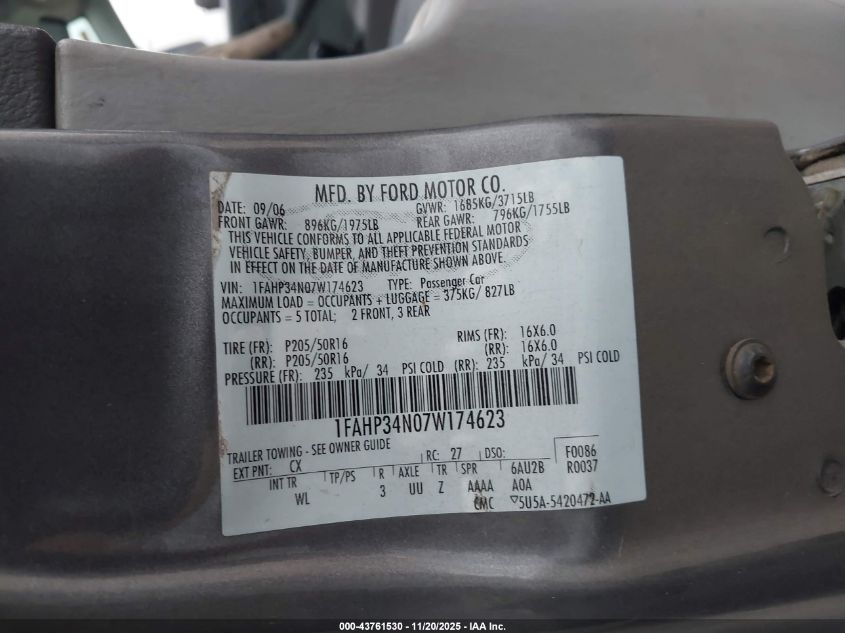 MFD. BY FORD MOTOR CO.
DATE: 09/06 GVWR: 1685KG/3715LB
FRONT GAWR: 896KG/1975LB REAR GAWR: 796KG/1755LB
THIS VEHICLE CONFORMS TO ALL APPLICABLE FEDERAL MOTOR
VEHICLE SAFETY, BUMPER, AND THEFT PREVENTION STANDARDS
IN EFFECT ON THE DATE OF MANUFACTURE SHOWN ABOVE.
VIN: 1FAHP34N07W174623 TYPE: Passenger Car
MAXIMUM LOAD = OCCUPANTS + LUGGAGE = 375KG/ 827LB
OCCUPANTS = 5 TOTAL; 2 FRONT, 3 REAR
TIRE (FR): P205/50R16 RIMS (FR): 16X6.0
(RR): P205/50R16 (RR): 16X6.0
PRESSURE (FR): 235 kPa/ 34 PSI COLD (RR): 235 kPa/ 34 PSI COLD
1FAHP34N07W174623
TRAILER TOWING - SEE OWNER GUIDE
EXT PNT: CX RC: 27 DSO: F0086
INT TR TP/PS R AXLE TR SPR 6AU2B R0037
WL 3 UU Z AAAA A0A
CMC ▽5U5A-5420472-AA
000-43761530 - 11/20/2025 - IAA Inc.